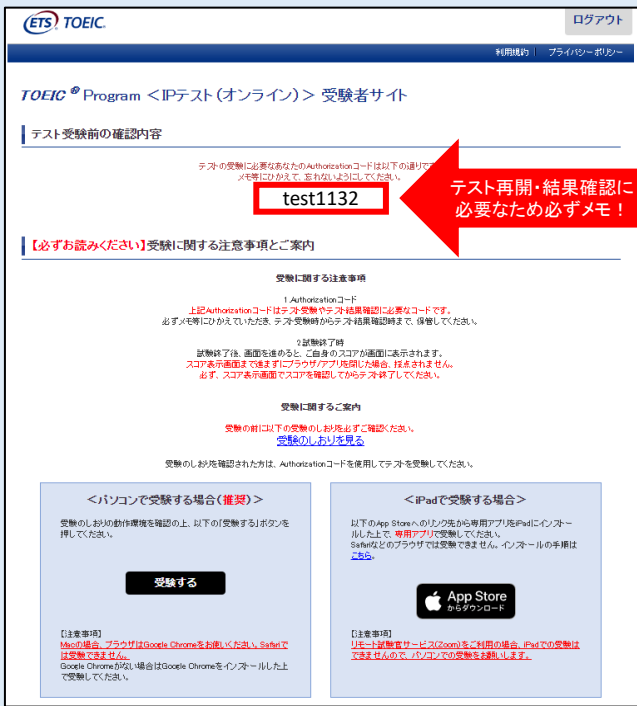 ETS TOEIC.
ログアウト
利用規約 | プライバシーポリシー
TOEIC ® Program ＜IPテスト（オンライン）＞ 受験者サイト
テスト受験前の確認内容
テストの受験に必要なあなたのAuthorizationコードは以下の通りです
メモ等にひかえて、忘れないようにしてください。
test1132
テスト再開・結果確認に
必要なため必ずメモ！
【必ずお読みください】受験に関する注意事項とご案内
受験に関する注意事項
1.Authorizationコード
上記Authorizationコードはテスト受験やテスト結果確認に必要なコードです。
必ずメモ等にひかえていただき、テスト受験時からテスト結果確認時まで、保管してください。
2.試験終了時
試験終了後、画面を進めると、ご自身のスコアが画面に表示されます。
スコア表示画面まで進まずにブラウザ/アプリを閉じた場合、採点されません。
必ず、スコア表示画面でスコアを確認してからテスト終了してください。
受験に関するご案内
受験の前に以下の受験のしおりを必ずご確認ください。
受験のしおりを見る
受験のしおりを確認された方は、Authorizationコードを使用してテストを受験してください。
＜パソコンで受験する場合（推奨）＞
受験のしおりの動作環境を確認の上、以下の「受験する」ボタンを
押してください。
受験する
【注意事項】
Macの場合、ブラウザはGoogle Chromeをお使いください。Safariで
は受験できません。
Google Chromeがない場合はGoogle Chromeをインストールした上
で受験してください。
＜iPadで受験する場合＞
以下のApp Storeへのリンク先から専用アプリをiPadにインストー
ルした上で、専用アプリで受験してください。
Safariなどのブラウザでは受験できません。インストールの手順は
こちら。
App Store
からダウンロード
【注意事項】
リモート試験官サービス(Zoom)をご利用の場合、iPadでの受験は
できませんので、パソコンでの受験をお願いします。